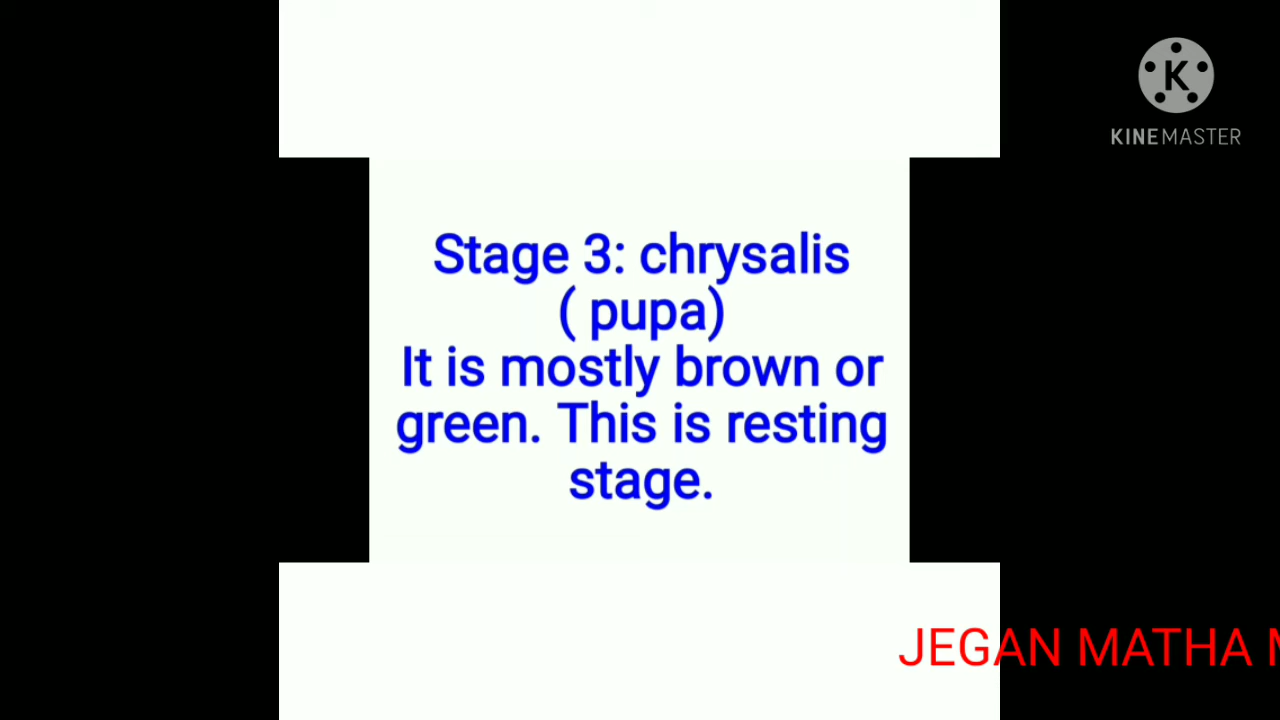 KINEMASTER
Stage 3: chrysalis
( pupa)
It is mostly brown or
green. This is resting
stage.
JEGAN MATHA